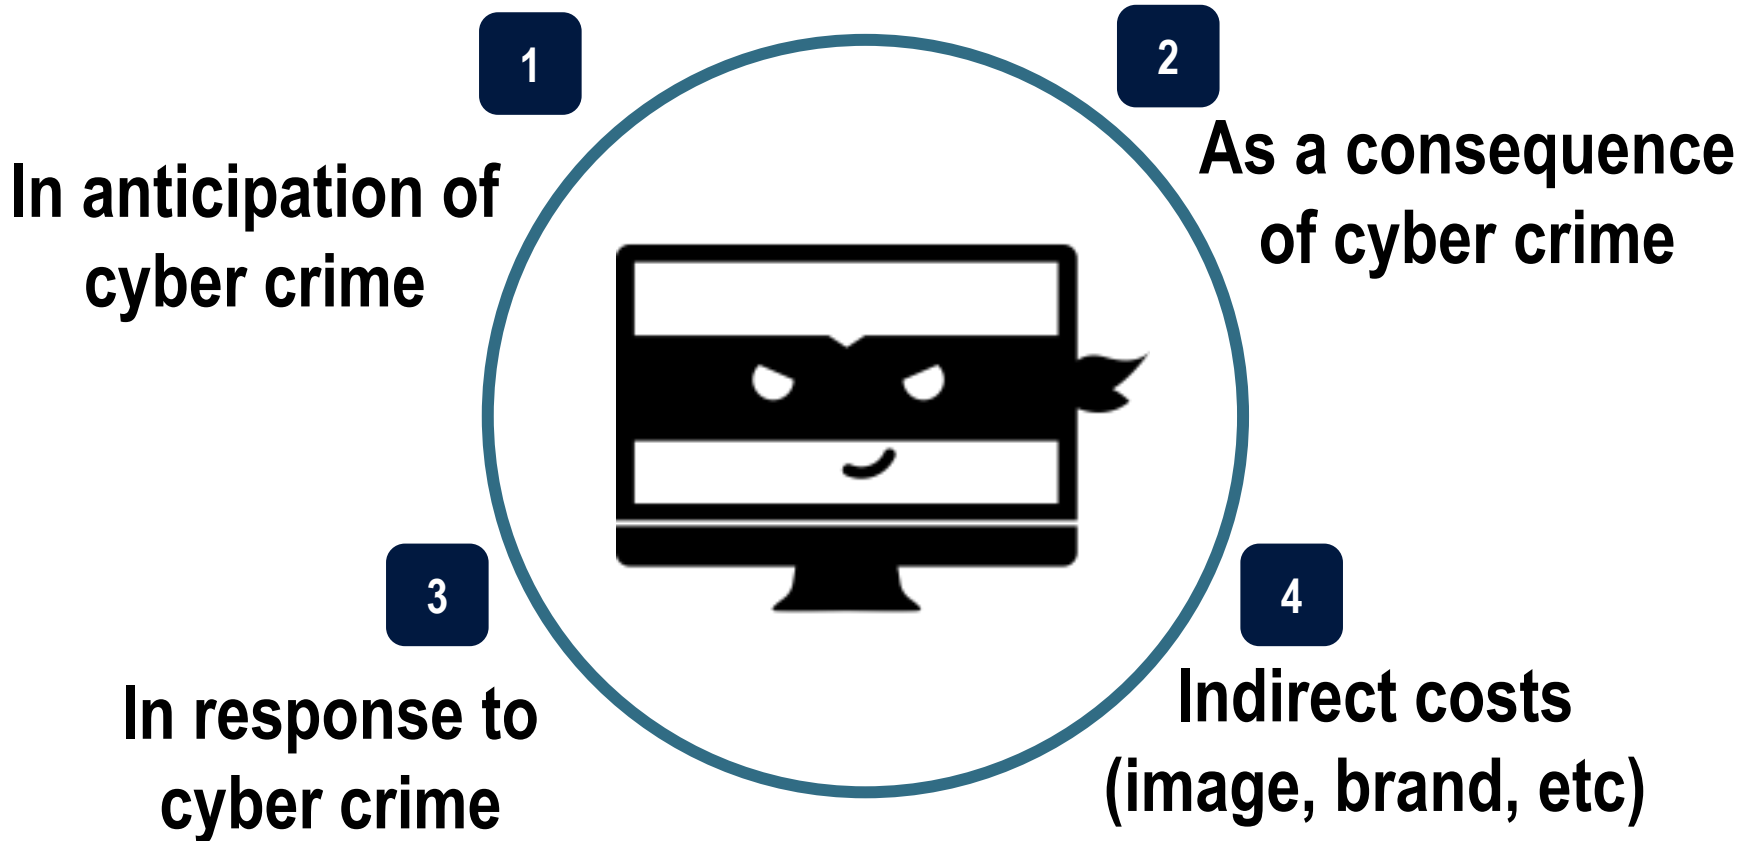 1
In anticipation of
cyber crime
2
As a consequence
of cyber crime
3
In response to
cyber crime
4
Indirect costs
(image, brand, etc)